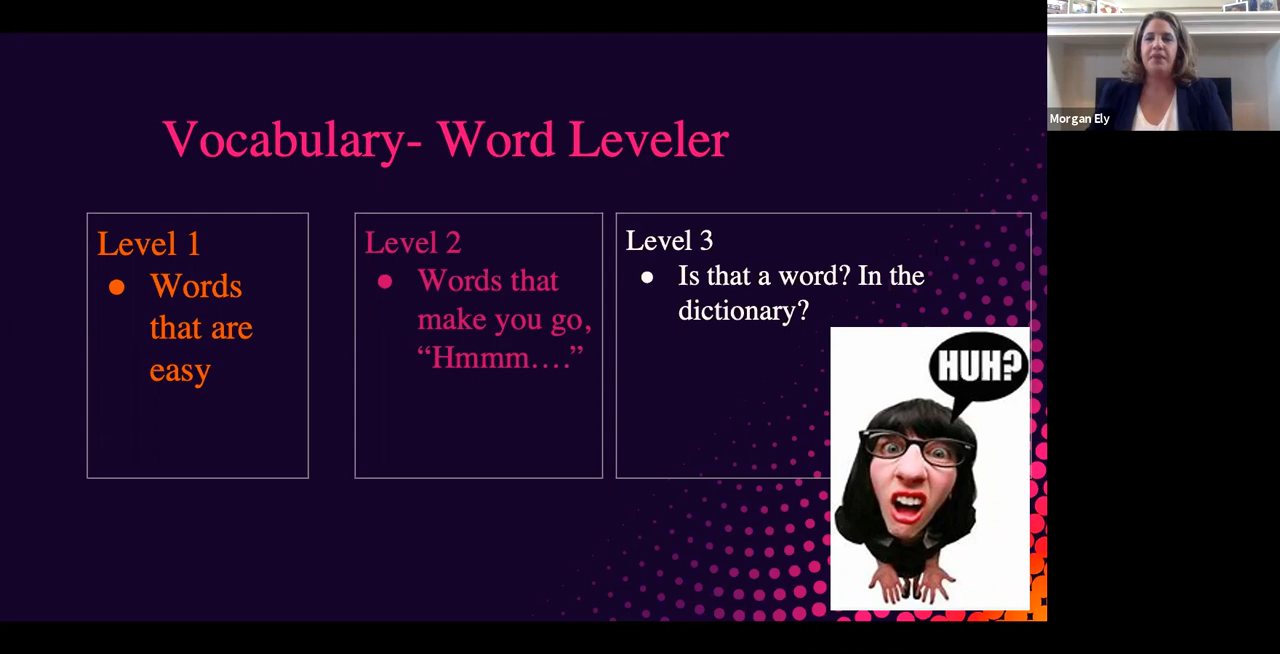 Vocabulary- Word Leveler
Level 1
● Words
that are
easy
Level 2
● Words that
make you go,
“Hmmm….”
Level 3
● Is that a word? In the
dictionary?
HUH?
Morgan Ely